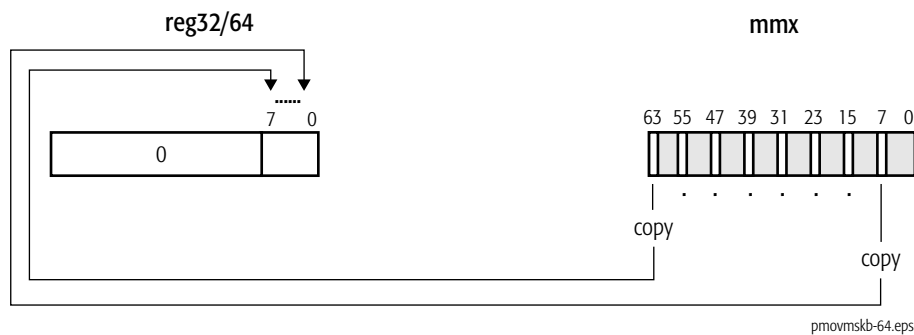 reg32/64
mmx
......
7 0
63 55 47 39 31 23 15 7 0
0
. . . . . .
copy
copy
pmovmskb-64.eps